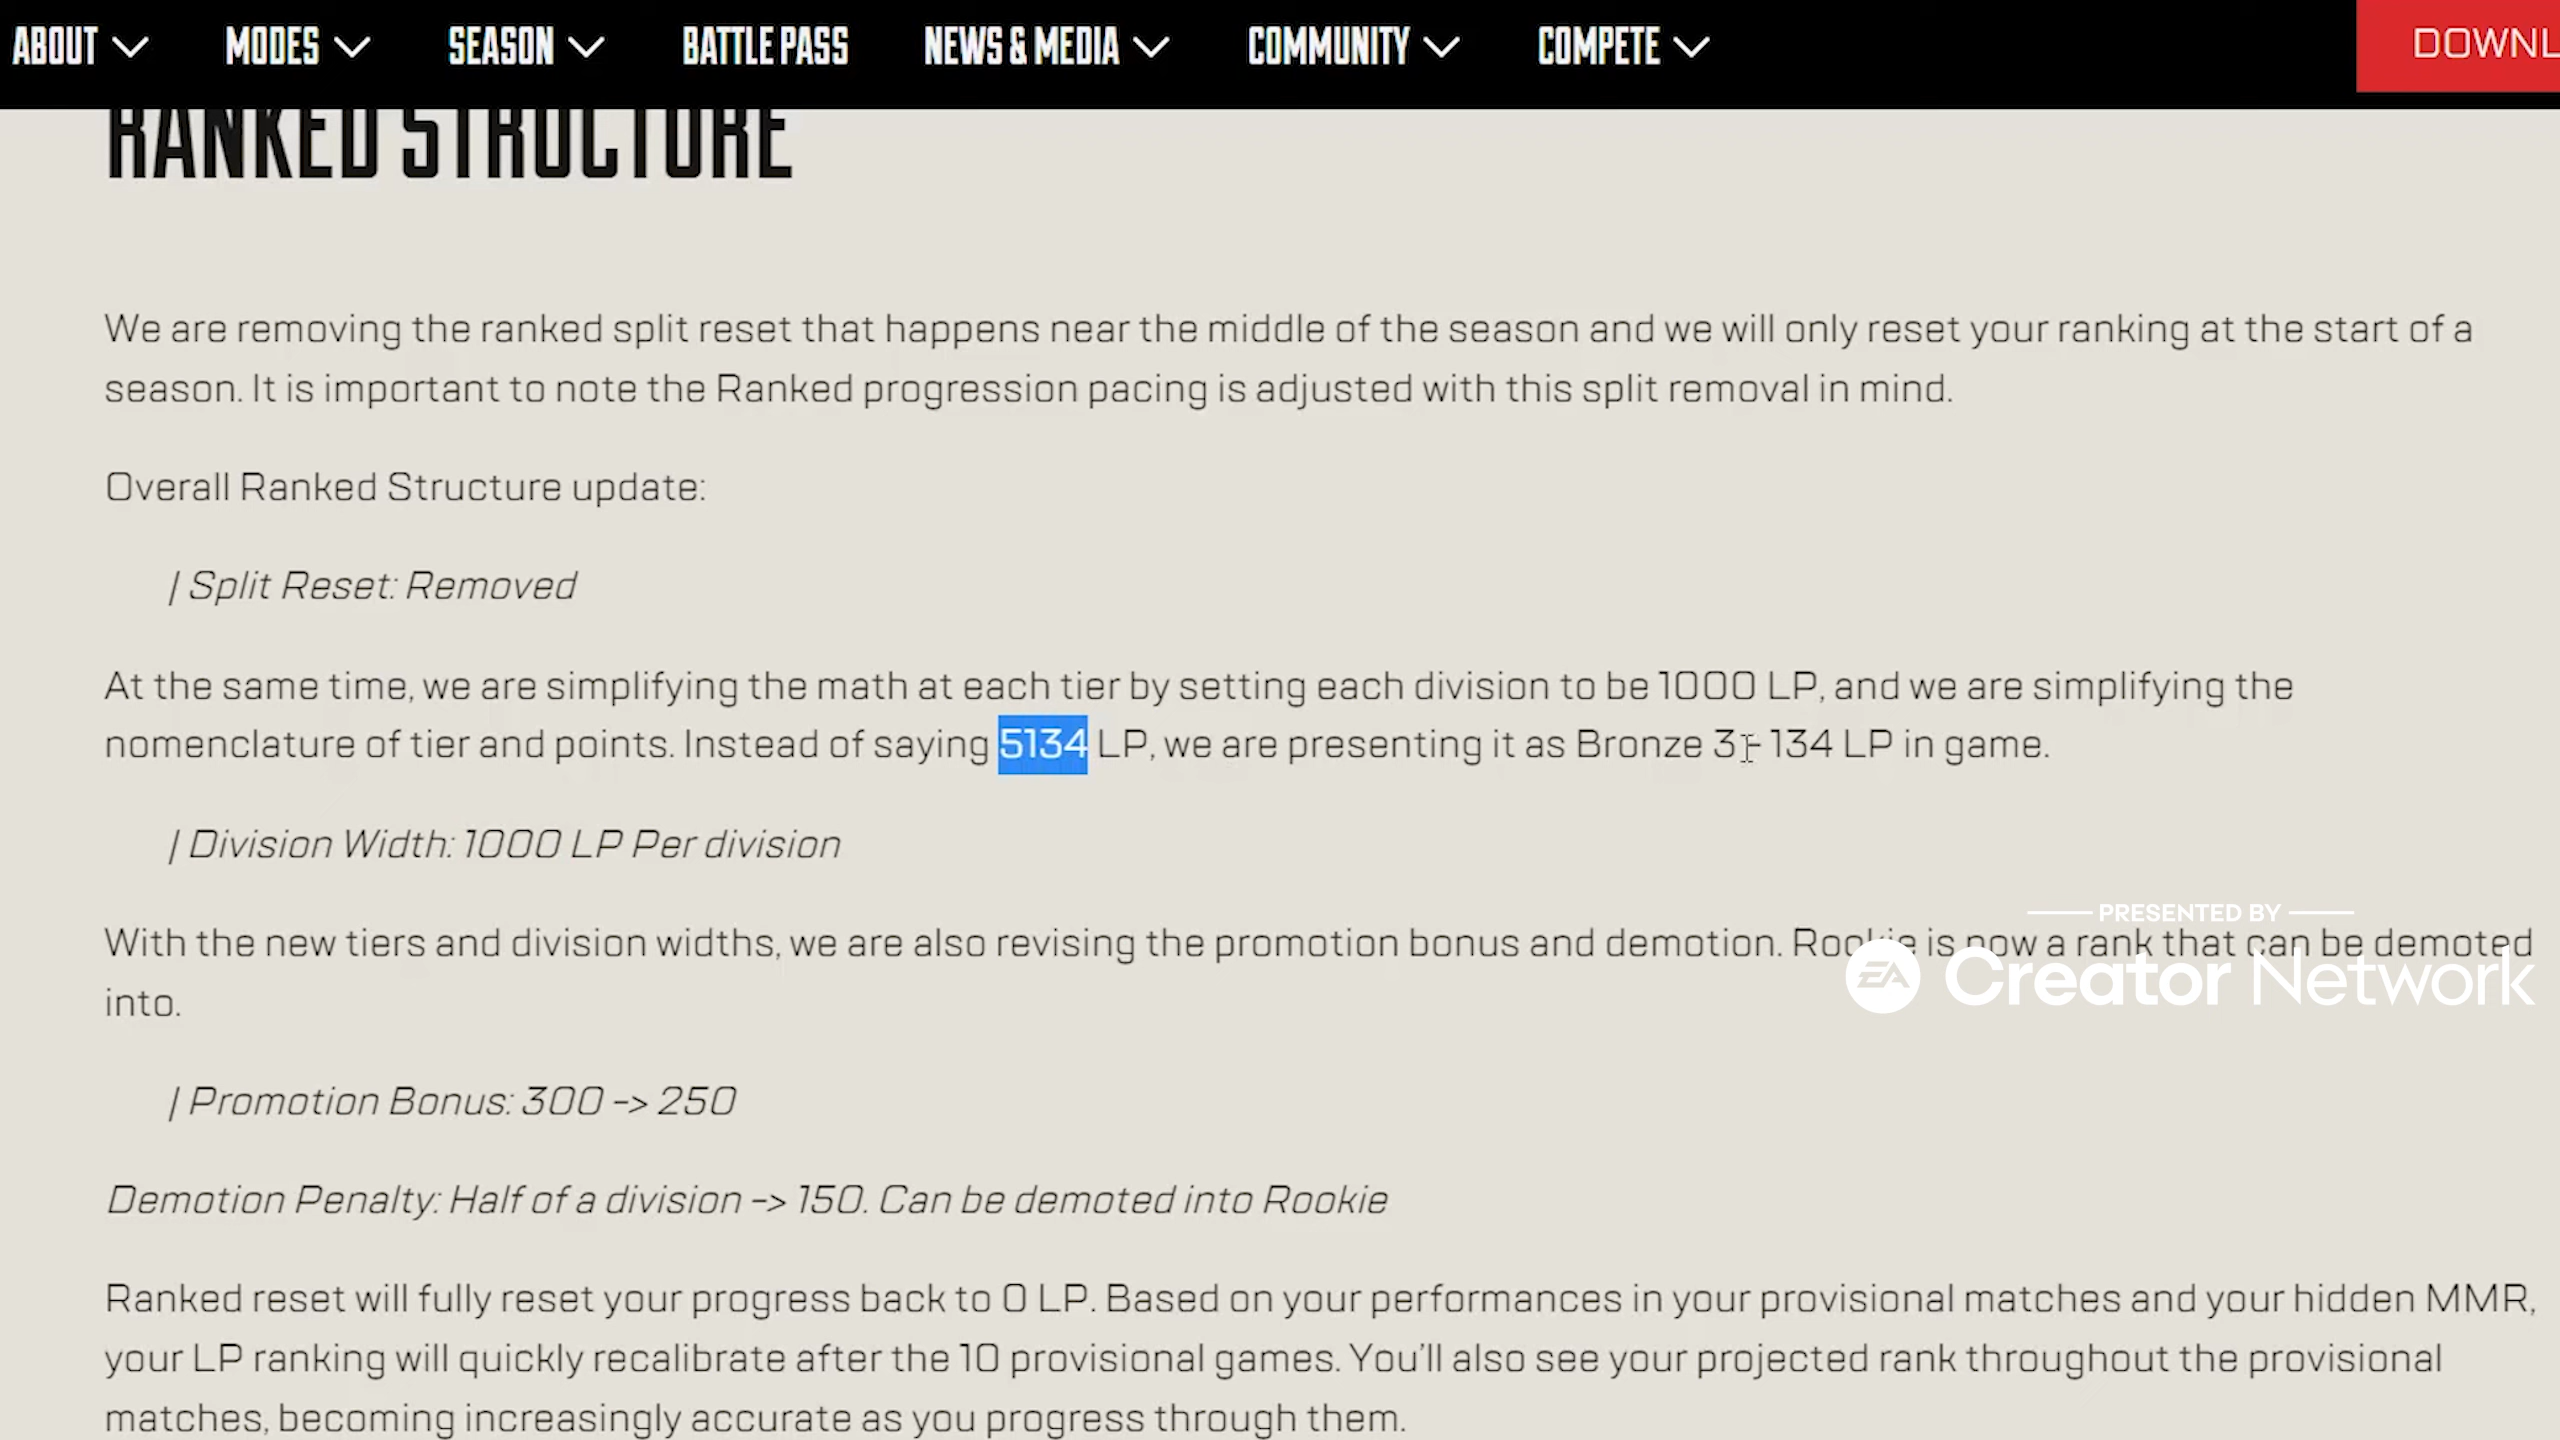 ABOUT MODES SEASON BATTLE PASS NEWS & MEDIA COMMUNITY COMPETE DOWNL
RANKED STRUCTURE
We are removing the ranked split reset that happens near the middle of the season and we will only reset your ranking at the start of a
season. It is important to note the Ranked progression pacing is adjusted with this split removal in mind.
Overall Ranked Structure update:
| Split Reset: Removed
At the same time, we are simplifying the math at each tier by setting each division to be 1000 LP, and we are simplifying the
nomenclature of tier and points. Instead of saying 5134 LP, we are presenting it as Bronze 3 - 134 LP in game.
| Division Width: 1000 LP Per division
With the new tiers and division widths, we are also revising the promotion bonus and demotion. Rookie is now a rank that can be demoted
into.
PRESENTED BY
EA Creator Network
| Promotion Bonus: 300 -> 250
Demotion Penalty: Half of a division -> 150. Can be demoted into Rookie
Ranked reset will fully reset your progress back to 0 LP. Based on your performances in your provisional matches and your hidden MMR,
your LP ranking will quickly recalibrate after the 10 provisional games. You'll also see your projected rank throughout the provisional
matches, becoming increasingly accurate as you progress through them.